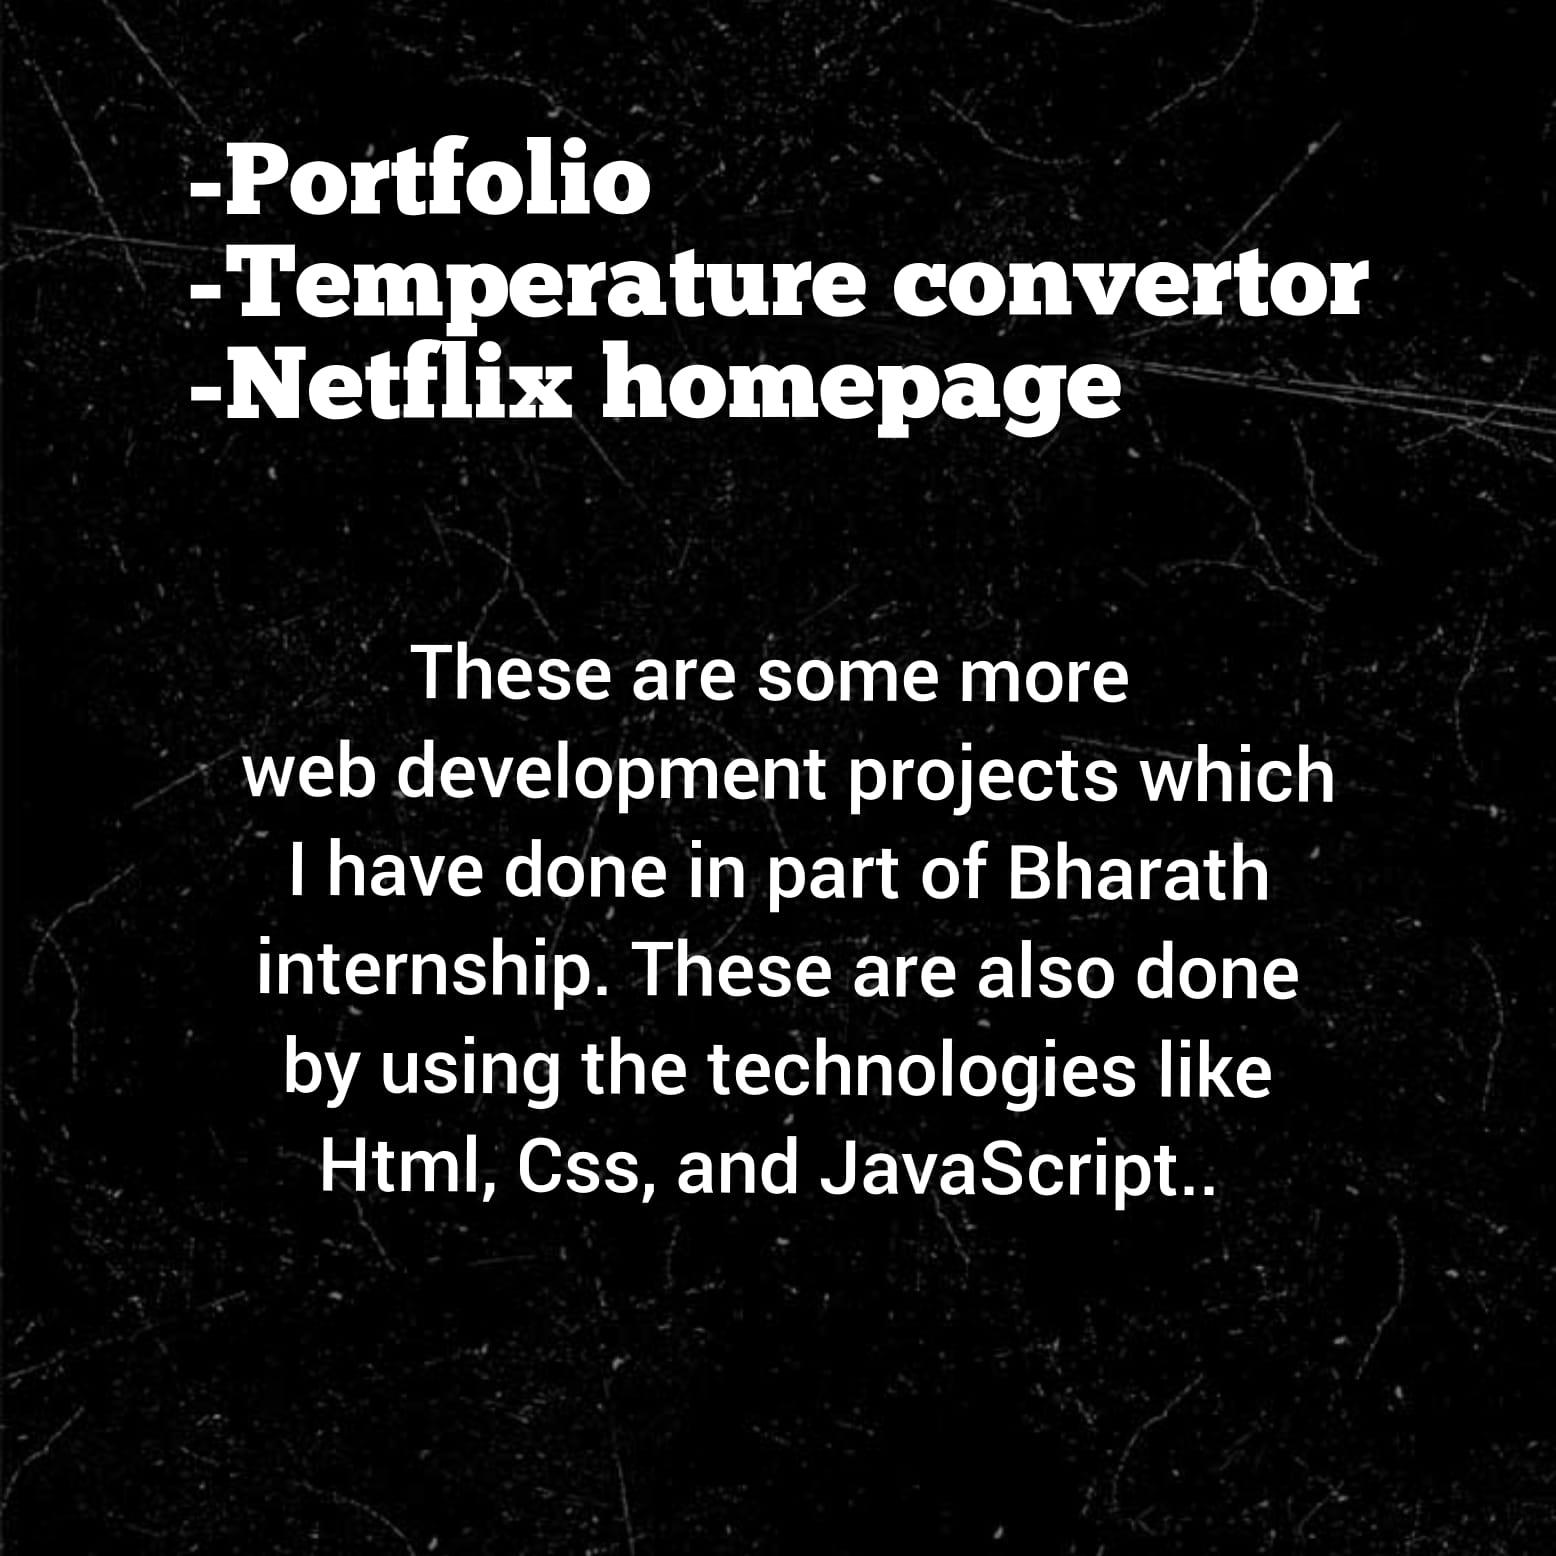 -Portfolio
-Temperature convertor
-Netflix homepage
These are some more
web development projects which
I have done in part of Bharath
internship. These are also done
by using the technologies like
Html, Css, and JavaScript..